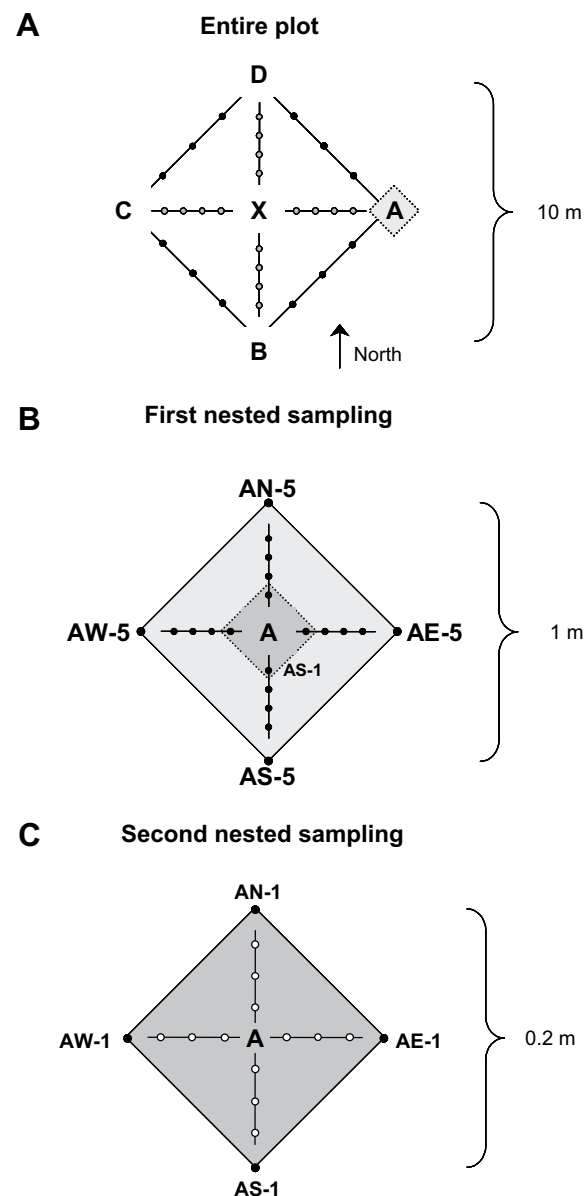 A
Entire plot
D
C
X
A
10 m
B
North
B
First nested sampling
AN-5
AW-5
A
AE-5
1 m
AS-1
AS-5
C
Second nested sampling
AN-1
AW-1
A
AE-1
0.2 m
AS-1